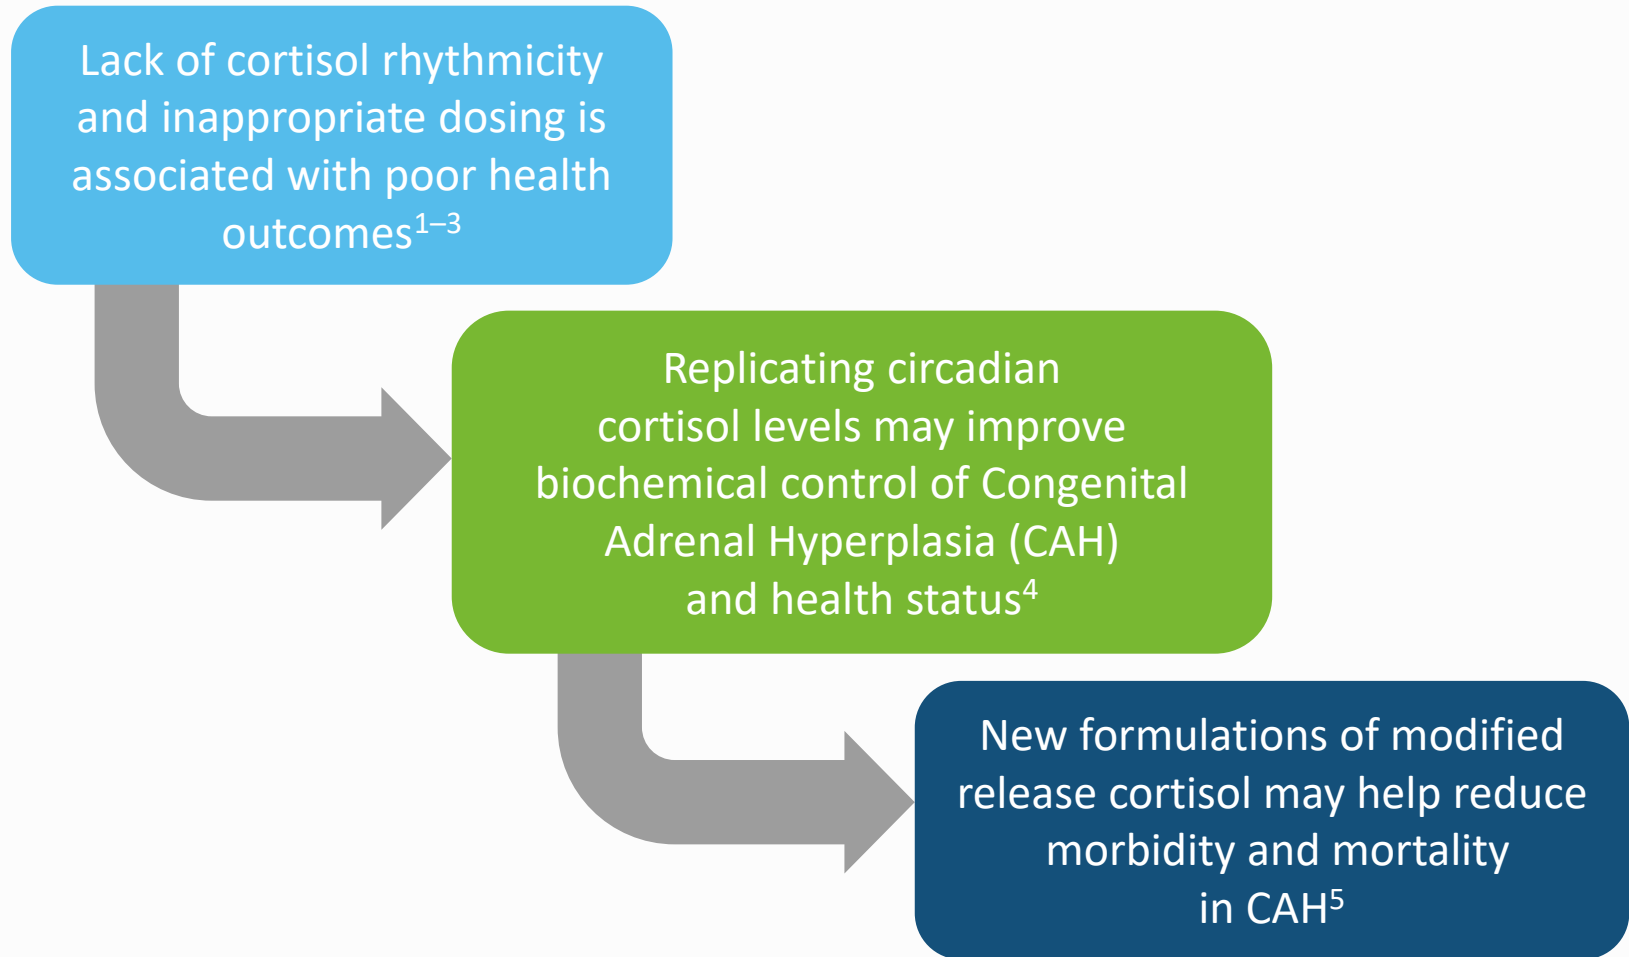 Lack of cortisol rhythmicity
and inappropriate dosing is
associated with poor health
outcomes¹⁻³
Replicating circadian
cortisol levels may improve
biochemical control of Congenital
Adrenal Hyperplasia (CAH)
and health status⁴
New formulations of modified
release cortisol may help reduce
morbidity and mortality
in CAH⁵